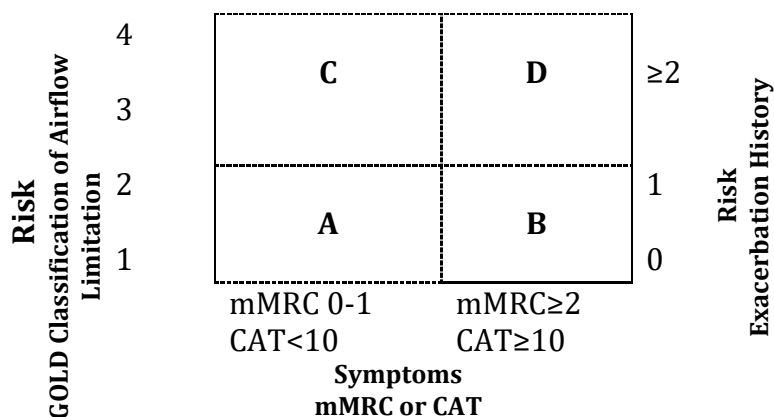 Risk
GOLD Classification of Airflow
Limitation
4
3
2
1
C
D
A
B
≥2
1
0
Risk
Exacerbation History
mMRC 0-1
CAT<10
mMRC≥2
CAT≥10
Symptoms
mMRC or CAT